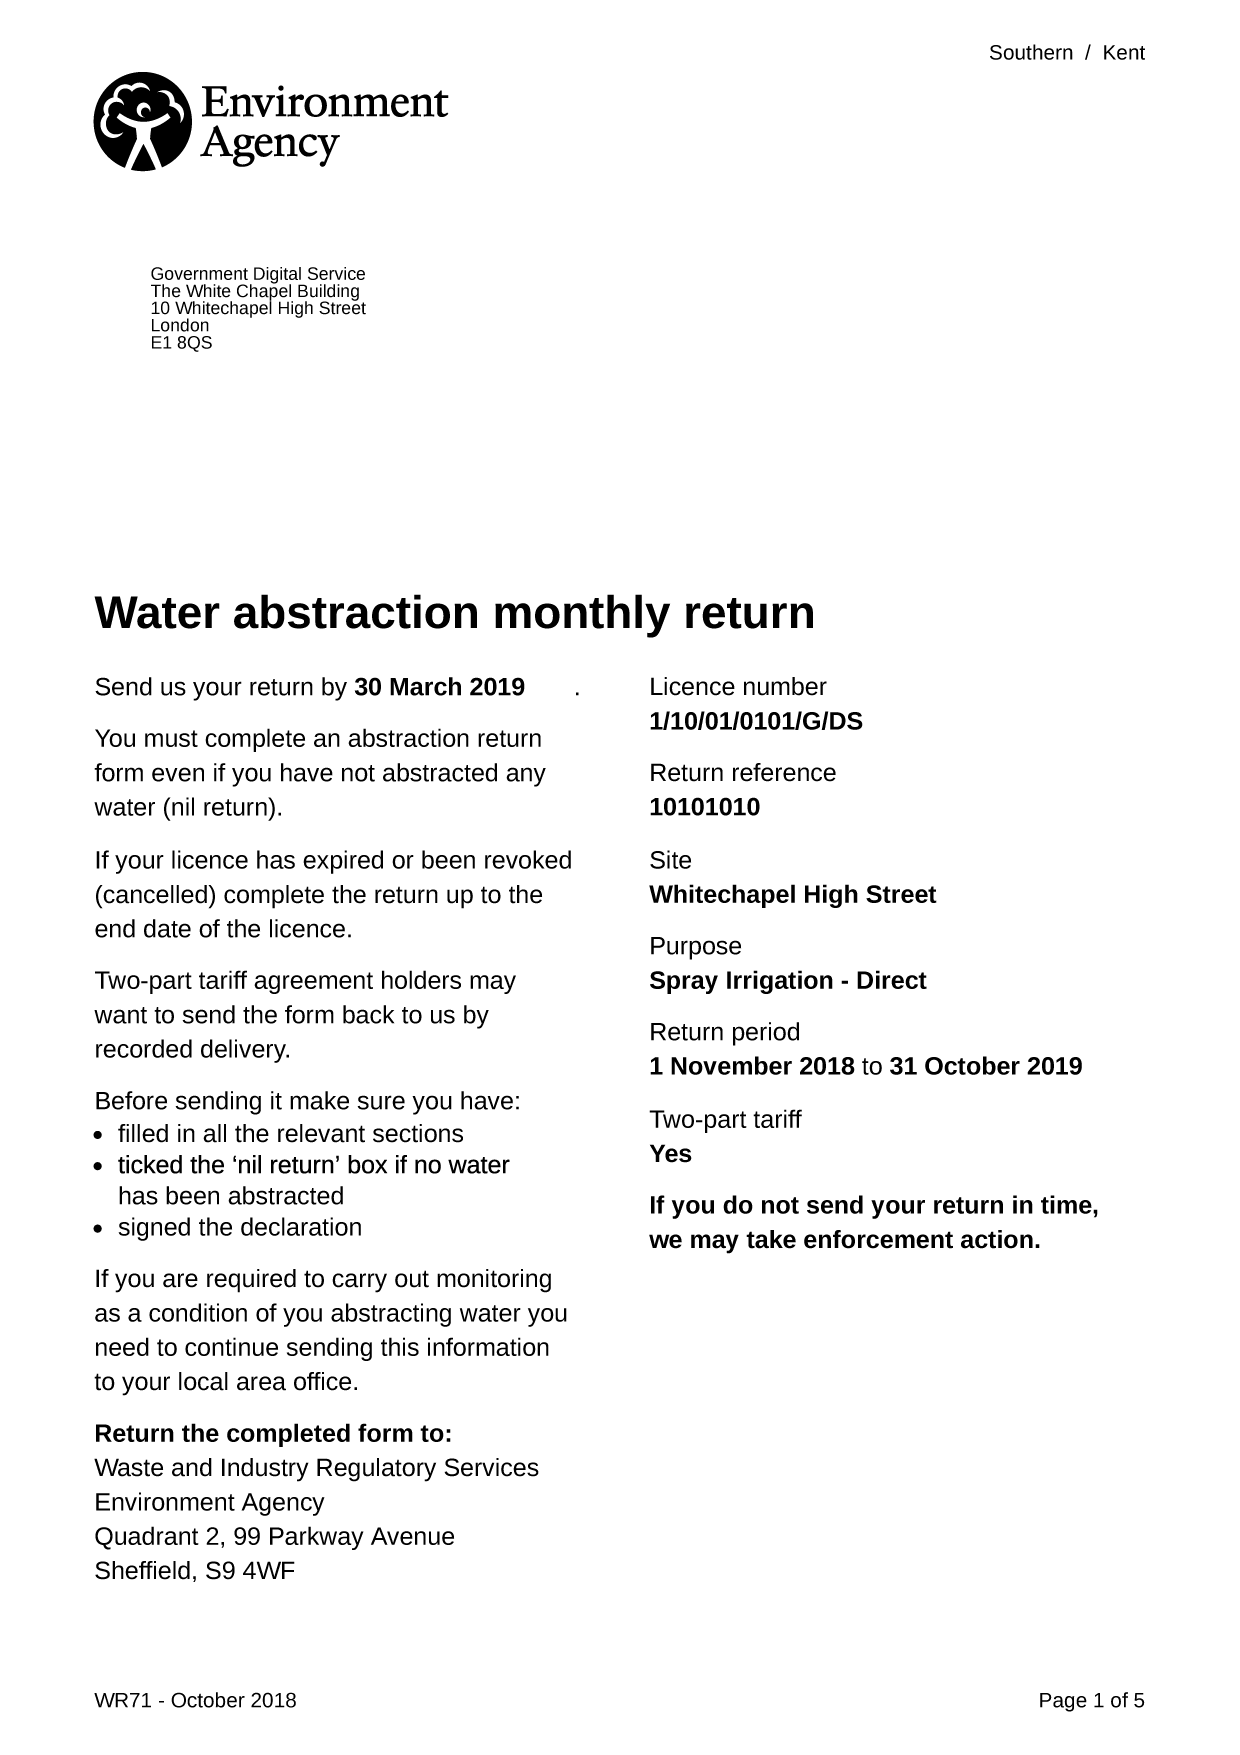 Southern / Kent
Environment
Agency
Government Digital Service
The White Chapel Building
10 Whitechapel High Street
London
E1 8QS
Water abstraction monthly return
Send us your return by 30 March 2019 .
You must complete an abstraction return
form even if you have not abstracted any
water (nil return).
If your licence has expired or been revoked
(cancelled) complete the return up to the
end date of the licence.
Two-part tariff agreement holders may
want to send the form back to us by
recorded delivery.
Before sending it make sure you have:
• filled in all the relevant sections
• ticked the ‘nil return’ box if no water
has been abstracted
• signed the declaration
If you are required to carry out monitoring
as a condition of you abstracting water you
need to continue sending this information
to your local area office.
Return the completed form to:
Waste and Industry Regulatory Services
Environment Agency
Quadrant 2, 99 Parkway Avenue
Sheffield, S9 4WF
Licence number
1/10/01/0101/G/DS
Return reference
10101010
Site
Whitechapel High Street
Purpose
Spray Irrigation - Direct
Return period
1 November 2018 to 31 October 2019
Two-part tariff
Yes
If you do not send your return in time,
we may take enforcement action.
WR71 - October 2018
Page 1 of 5